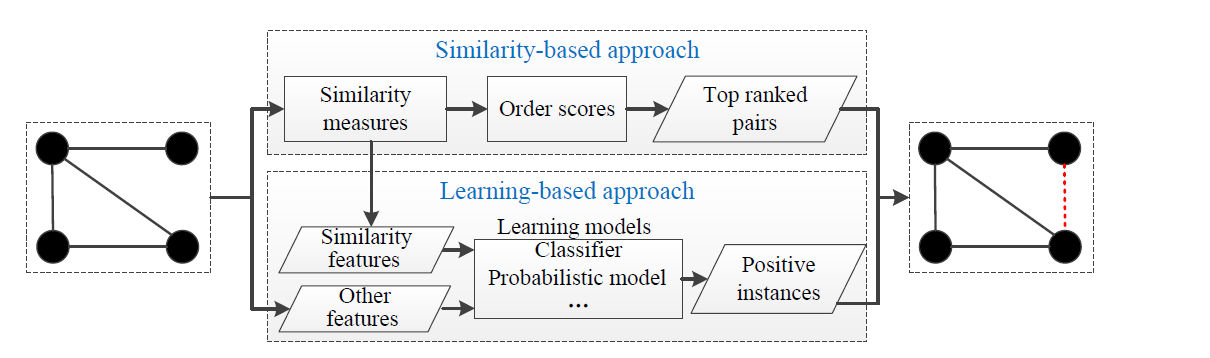 Similarity-based approach
Similarity
measures
Order scores
Top ranked
pairs
Learning-based approach
Similarity
features
Other
features
Learning models
Classifier
Probabilistic model
...
Positive
instances